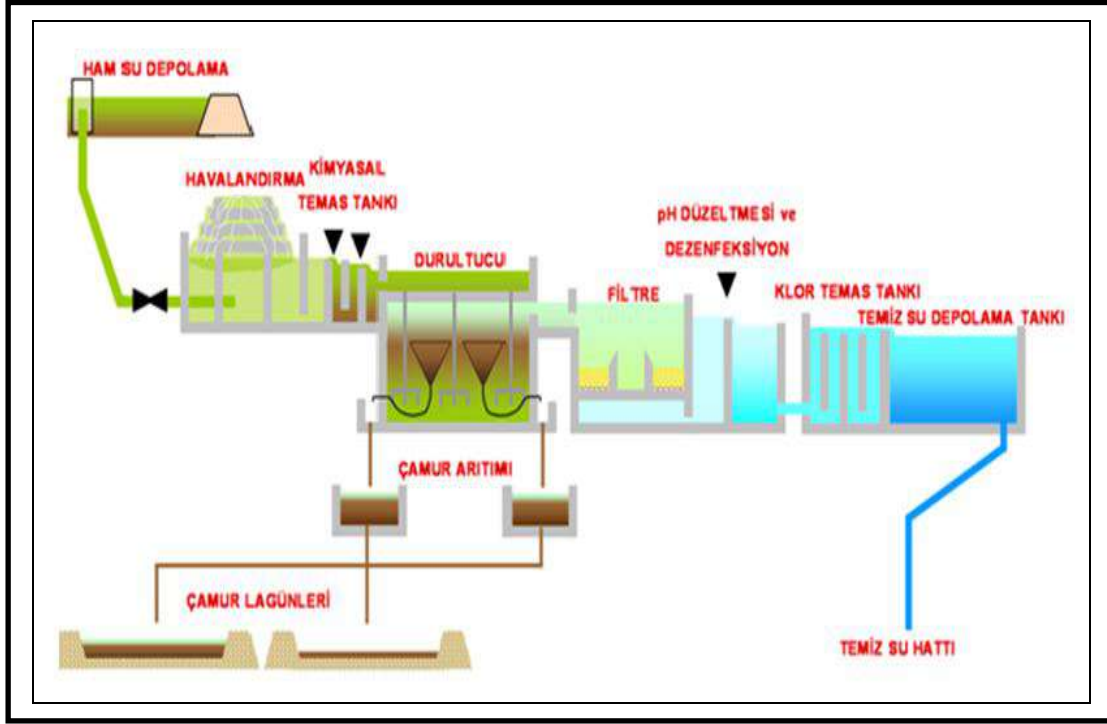 HAM SU DEPOLAMA
HAVALANDIRMA
KİMYASAL
TEMAS TANKI
DURULTUCU
pH DÜZELTMESİ ve
DEZENFEKSİYON
FİLTRE
KLOR TEMAS TANKI
TEMİZ SU DEPOLAMA TANKI
ÇAMUR ARITIMI
ÇAMUR LAGÜNLERİ
TEMİZ SU HATTI